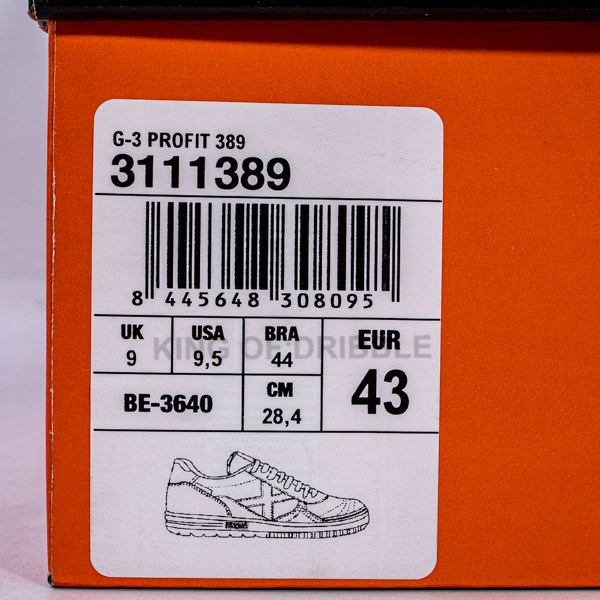 G-3 PROFIT 389
3111389
8 445648 308095
UK USA BRA EUR
9 9,5 44 43
KING OF DRIBBLE
BE-3640
CM
28,4